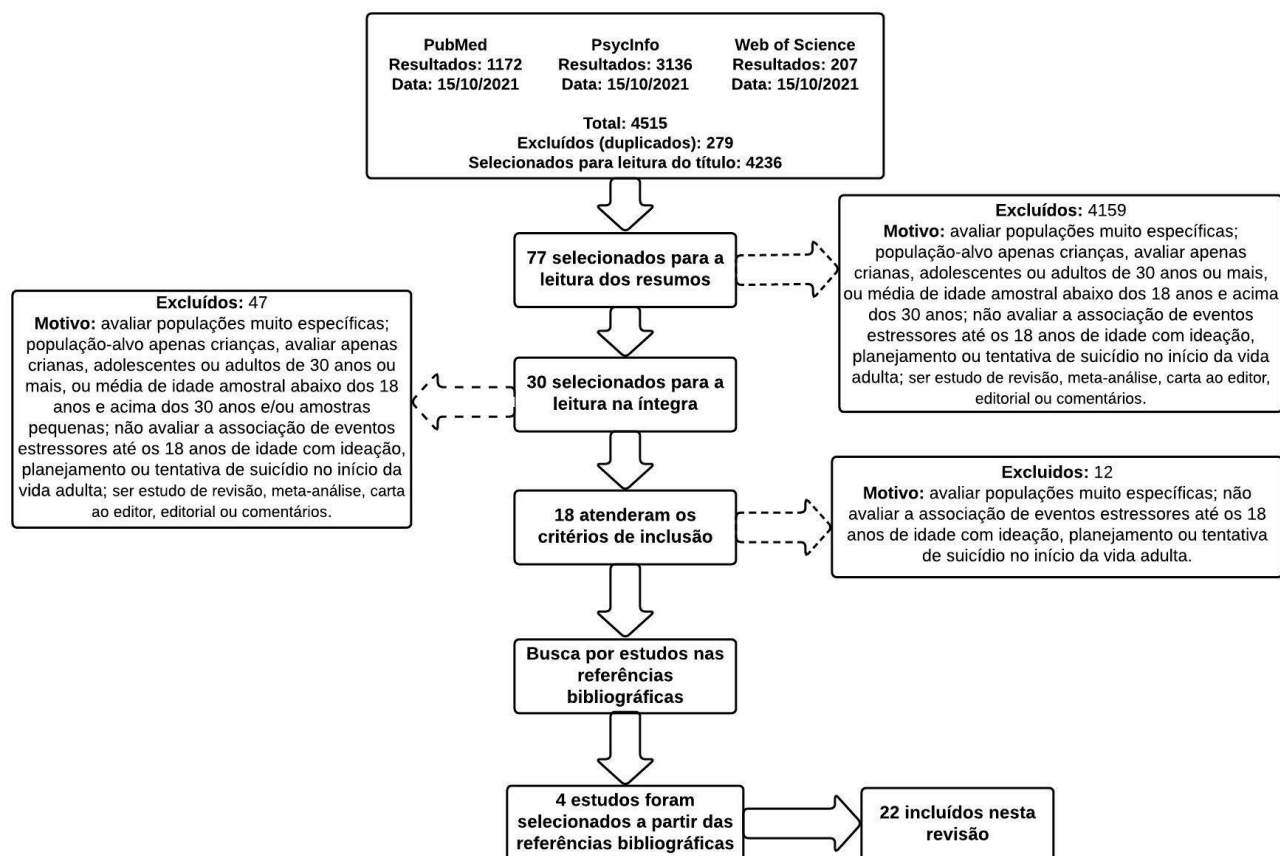 PubMed
Resultados: 1172
Data: 15/10/2021
PsycInfo
Resultados: 3136
Data: 15/10/2021
Web of Science
Resultados: 207
Data: 15/10/2021
Total: 4515
Excluídos (duplicados): 279
Selecionados para leitura do título: 4236
77 selecionados para a
leitura dos resumos
Excluídos: 4159
Motivo: avaliar populações muito específicas;
população-alvo apenas crianças, avaliar apenas
crianas, adolescentes ou adultos de 30 anos ou mais,
ou média de idade amostral abaixo dos 18 anos e acima
dos 30 anos; não avaliar a associação de eventos
estressores até os 18 anos de idade com ideação,
planejamento ou tentativa de suicídio no início da vida
adulta; ser estudo de revisão, meta-análise, carta ao editor,
editorial ou comentários.
Excluídos: 47
Motivo: avaliar populações muito específicas;
população-alvo apenas crianças, avaliar apenas
crianas, adolescentes ou adultos de 30 anos ou
mais, ou média de idade amostral abaixo dos 18
anos e acima dos 30 anos e/ou amostras
pequenas; não avaliar a associação de eventos
estressores até os 18 anos de idade com ideação,
planejamento ou tentativa de suicídio no início da
vida adulta; ser estudo de revisão, meta-análise, carta
ao editor, editorial ou comentários.
30 selecionados para a
leitura na íntegra
18 atenderam os
critérios de inclusão
Excluidos: 12
Motivo: avaliar populações muito específicas; não
avaliar a associação de eventos estressores até os 18
anos de idade com ideação, planejamento ou tentativa
de suicídio no início da vida adulta.
Busca por estudos nas
referências
bibliográficas
4 estudos foram
selecionados a partir das
referências bibliográficas
22 incluídos nesta
revisão